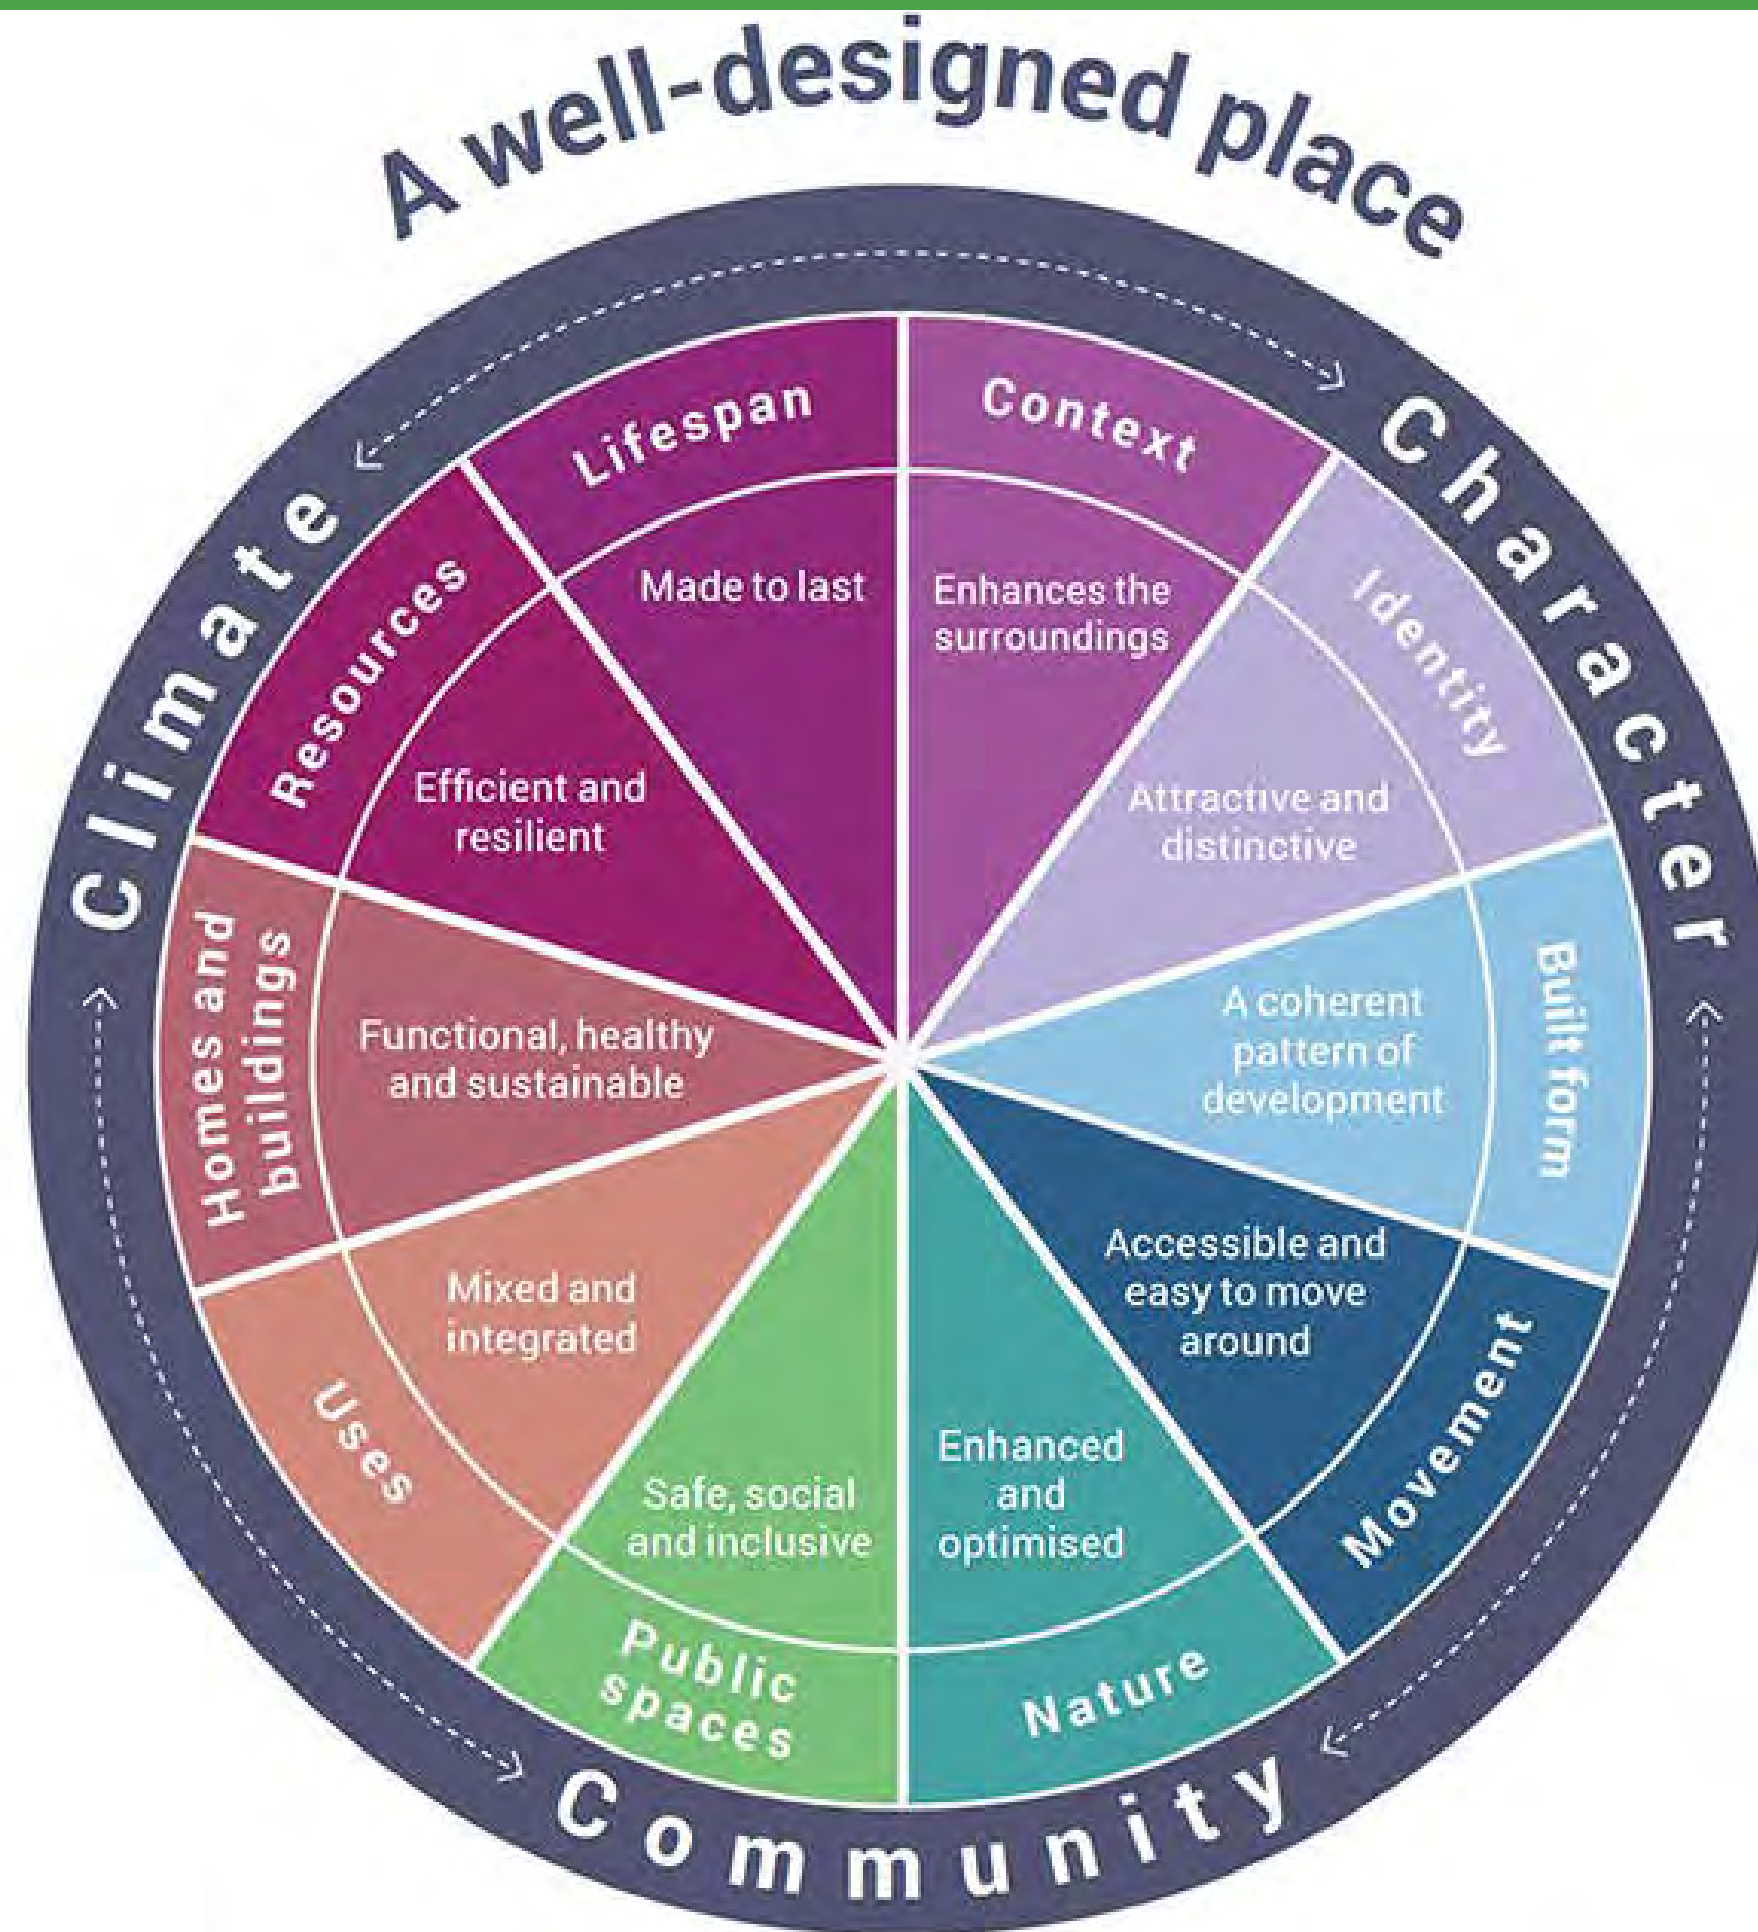 A well-designed place
Climate
Character
Community
Context
Enhances the
surroundings
Identity
Attractive and
distinctive
Built form
A coherent
pattern of
development
Movement
Accessible and
easy to move
around
Nature
Enhanced
and
optimised
Public
spaces
Safe, social
and inclusive
Uses
Mixed and
integrated
Homes and
buildings
Functional, healthy
and sustainable
Resources
Efficient and
resilient
Lifespan
Made to last